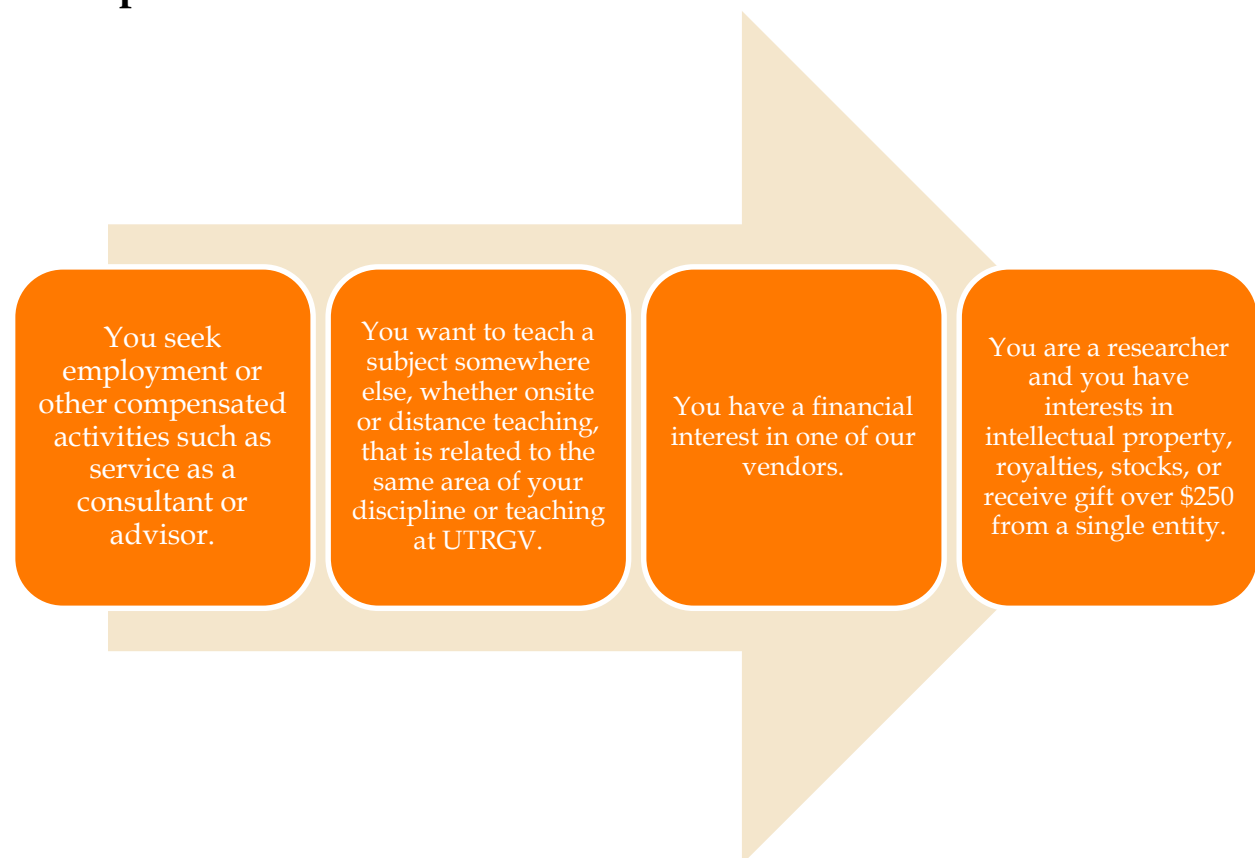 You seek
employment or
other compensated
activities such as
service as a
consultant or
advisor.
You want to teach a
subject somewhere
else, whether onsite
or distance teaching,
that is related to the
same area of your
discipline or teaching
at UTRGV.
You have a financial
interest in one of our
vendors.
You are a researcher
and you have
interests in
intellectual property,
royalties, stocks, or
receive gift over $250
from a single entity.